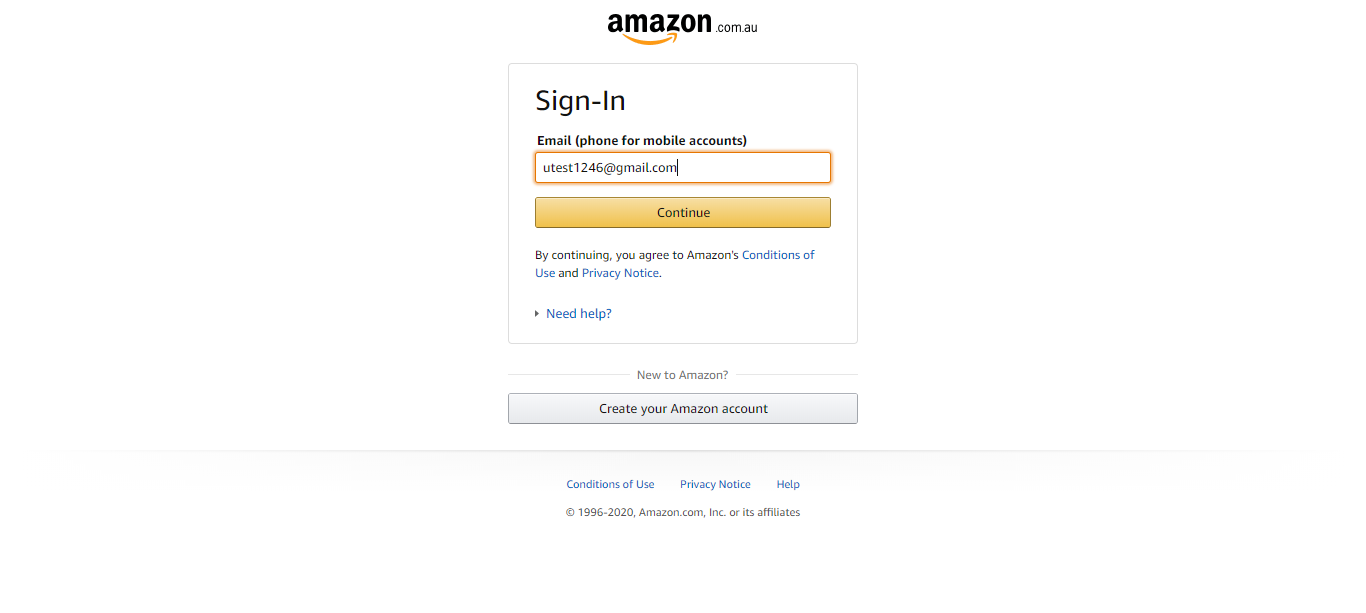 amazon.com.au
Sign-In
Email (phone for mobile accounts)
utest1246@gmail.com
Continue
By continuing, you agree to Amazon's Conditions of
Use and Privacy Notice.
Need help?
New to Amazon?
Create your Amazon account
Conditions of Use Privacy Notice Help
© 1996-2020, Amazon.com, Inc. or its affiliates